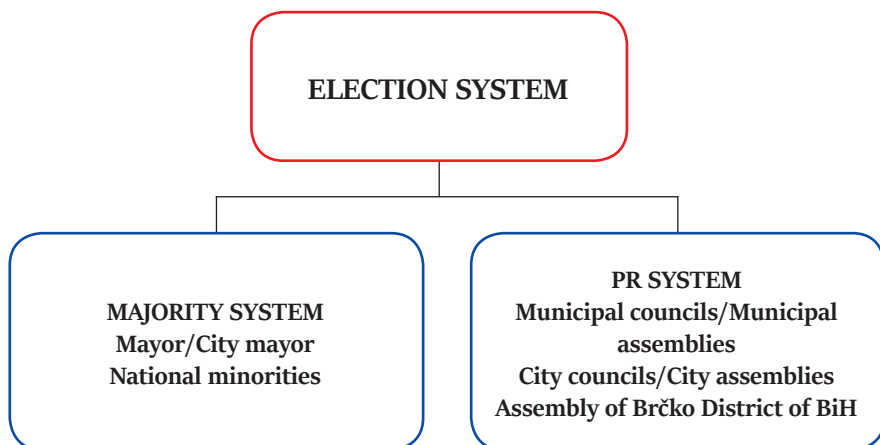 ELECTION SYSTEM
MAJORITY SYSTEM
Mayor/City mayor
National minorities
PR SYSTEM
Municipal councils/Municipal
assemblies
City councils/City assemblies
Assembly of Brčko District of BiH